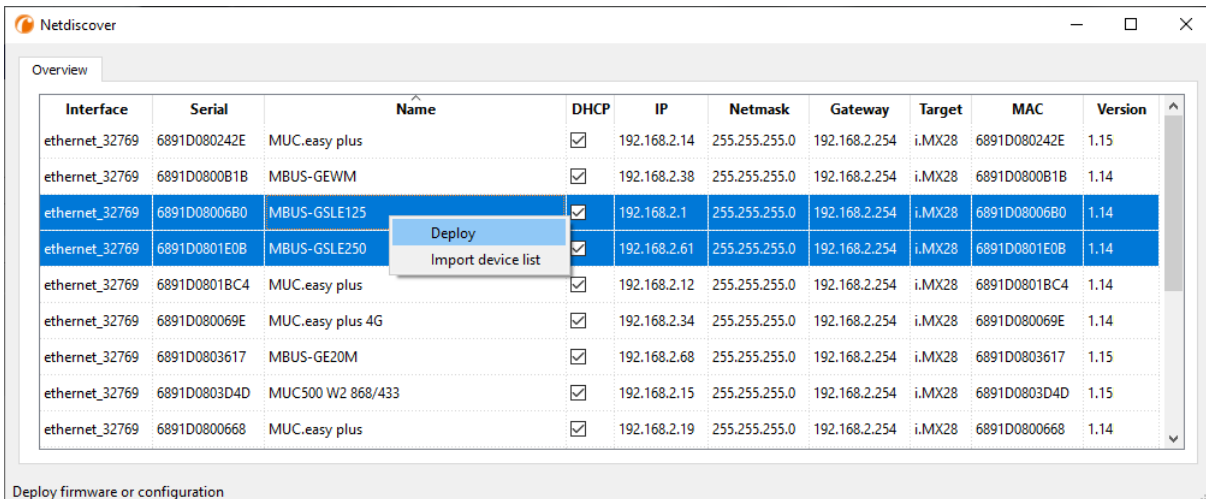 Netdiscover
Overview
Interface Serial Name DHCP IP Netmask Gateway Target MAC Version
ethernet_32769 6891D080242E MUC.easy plus 192.168.2.14 255.255.255.0 192.168.2.254 i.MX28 6891D080242E 1.15
ethernet_32769 6891D0800B1B MBUS-GEWM 192.168.2.38 255.255.255.0 192.168.2.254 i.MX28 6891D0800B1B 1.14
ethernet_32769 6891D08006B0 MBUS-GSLE125 192.168.2.1 255.255.255.0 192.168.2.254 i.MX28 6891D08006B0 1.14
Deploy
ethernet_32769 6891D0801E0B MBUS-GSLE250 192.168.2.61 255.255.255.0 192.168.2.254 i.MX28 6891D0801E0B 1.14
Import device list
ethernet_32769 6891D0801BC4 MUC.easy plus 192.168.2.12 255.255.255.0 192.168.2.254 i.MX28 6891D0801BC4 1.14
ethernet_32769 6891D080069E MUC.easy plus 4G 192.168.2.34 255.255.255.0 192.168.2.254 i.MX28 6891D080069E 1.14
ethernet_32769 6891D0803617 MBUS-GE20M 192.168.2.68 255.255.255.0 192.168.2.254 i.MX28 6891D0803617 1.15
ethernet_32769 6891D0803D4D MUC500 W2 868/433 192.168.2.15 255.255.255.0 192.168.2.254 i.MX28 6891D0803D4D 1.15
ethernet_32769 6891D0800668 MUC.easy plus 192.168.2.19 255.255.255.0 192.168.2.254 i.MX28 6891D0800668 1.14
Deploy firmware or configuration